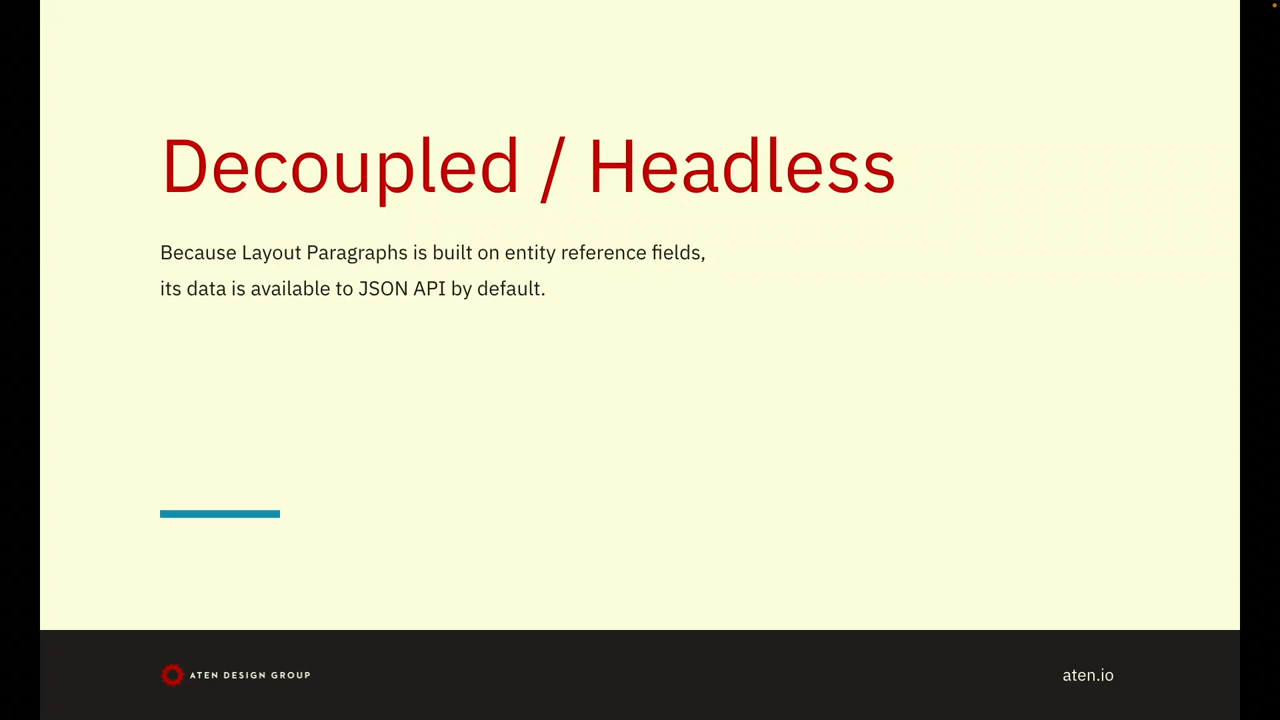 Decoupled / Headless
Because Layout Paragraphs is built on entity reference fields,
its data is available to JSON API by default.
ATEN DESIGN GROUP
aten.io